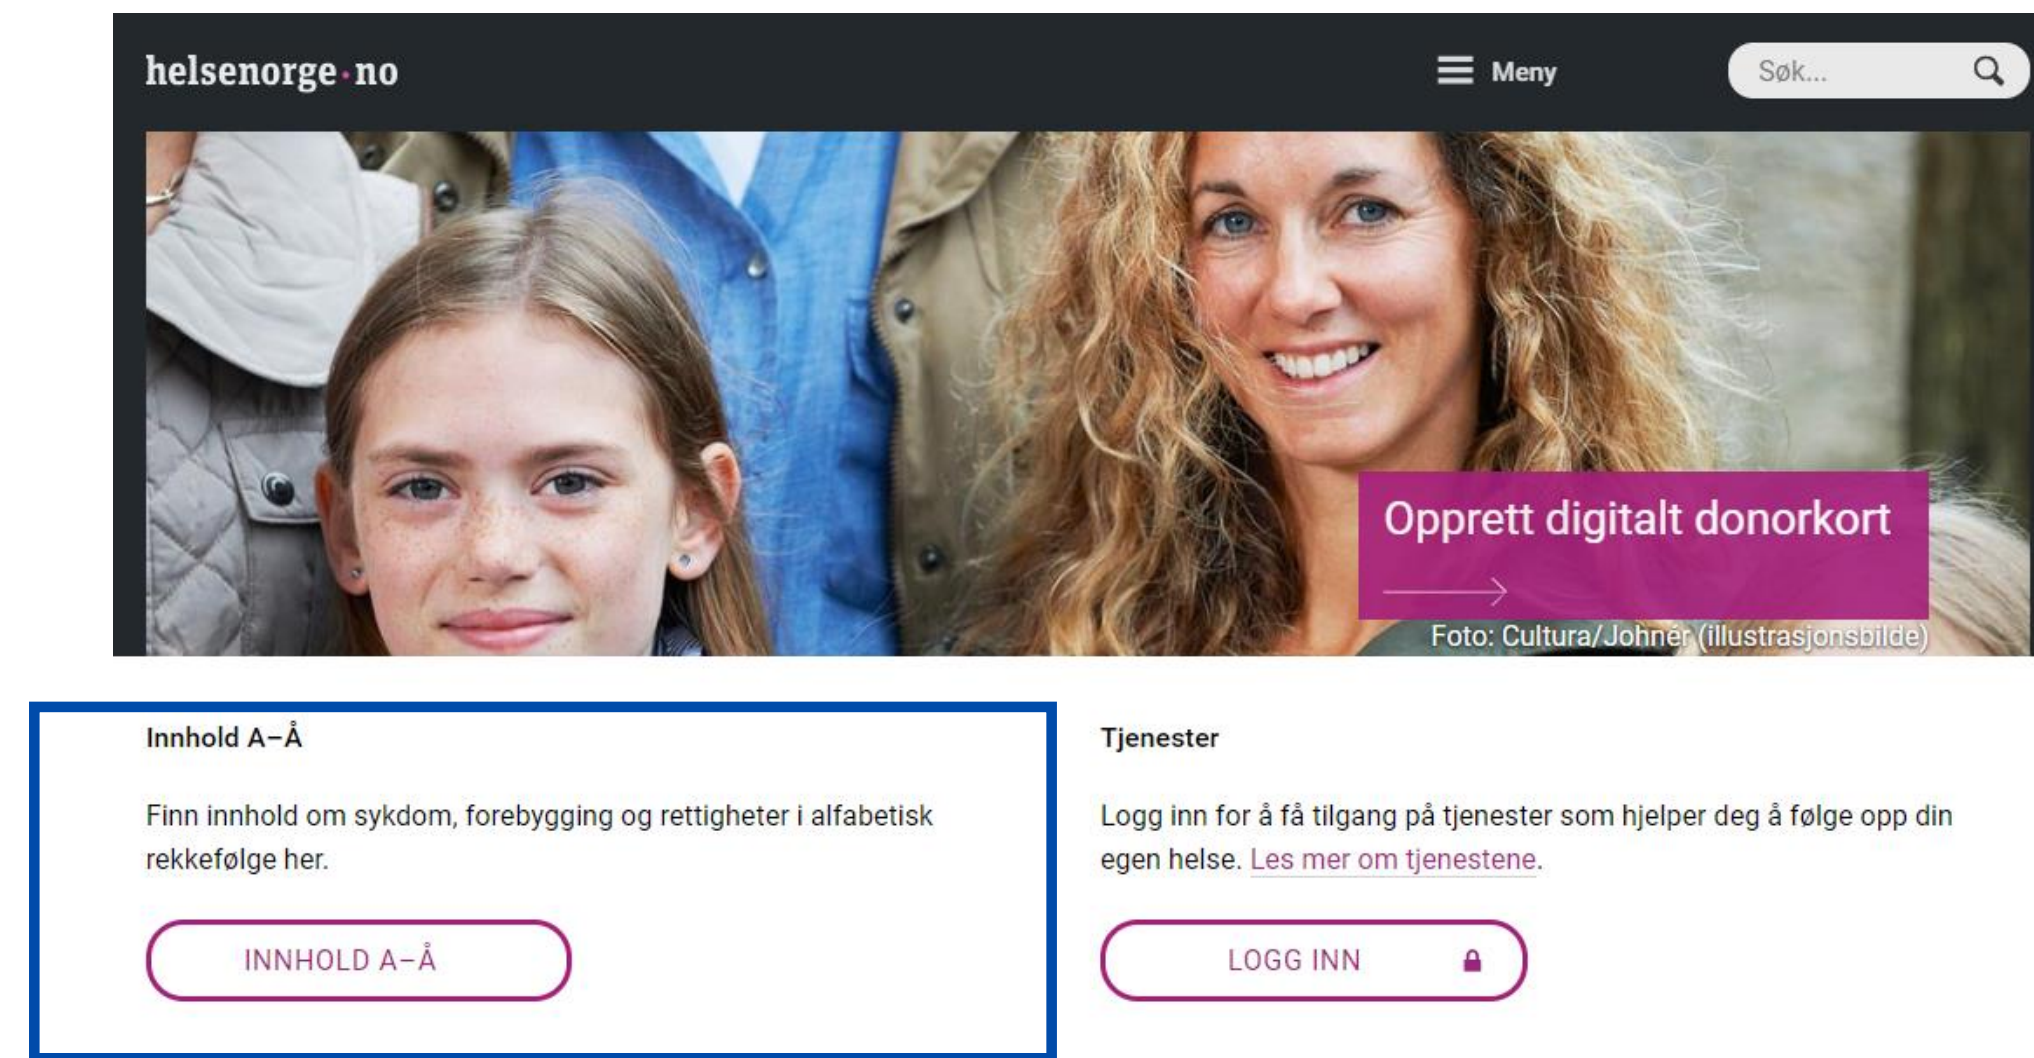 helsenorge·no
Meny
Søk...
Opprett digitalt donorkort
Foto: Cultura/Johnér (illustrasjonsbilde)
Innhold A–Å
Finn innhold om sykdom, forebygging og rettigheter i alfabetisk
rekkefølge her.
INNHOLD A–Å
Tjenester
Logg inn for å få tilgang på tjenester som hjelper deg å følge opp din
egen helse. Les mer om tjenestene.
LOGG INN